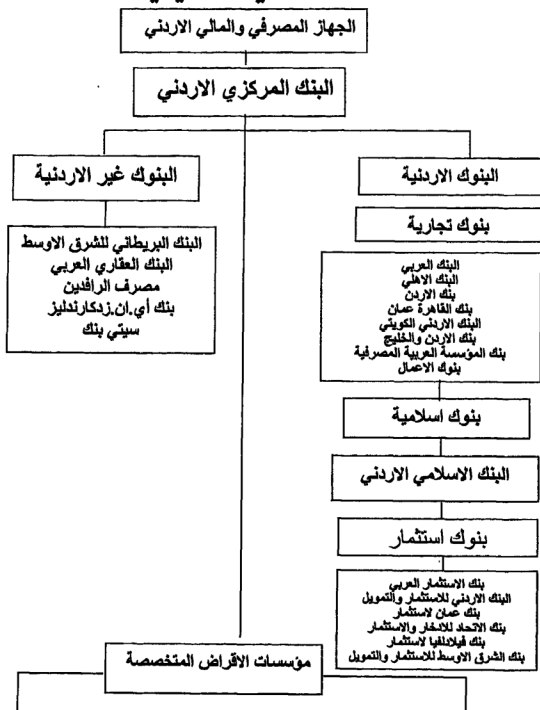 الجهاز المصرفي والمالي الاردني
البنك المركزي الاردني
البنوك الاردنية
بنوك تجارية
البنك العربي
البنك الاهلي
بنك الاردن
بنك القاهرة عمان
البنك الاردني الكويتي
بنك الاردن والخليج
بنك المؤسسة العربية المصرفية
بنوك الاعمال
بنوك اسلامية
البنك الاسلامي الاردني
بنوك استثمار
بنك الاستثمار العربي
البنك الاردني للاستثمار والتمويل
بنك عمان لاستثمار
بنك الاتحاد للادخار والاستثمار
بنك فيلادلفيا لاستثمار
بنك الشرق الاوسط للاستثمار والتمويل
البنوك غير الاردنية
البنك البريطاني للشرق الاوسط
البنك العقاري العربي
مصرف الرافدين
بنك أي.ان.زدكارندليز
سيتي بنك
مؤسسات الاقراض المتخصصة